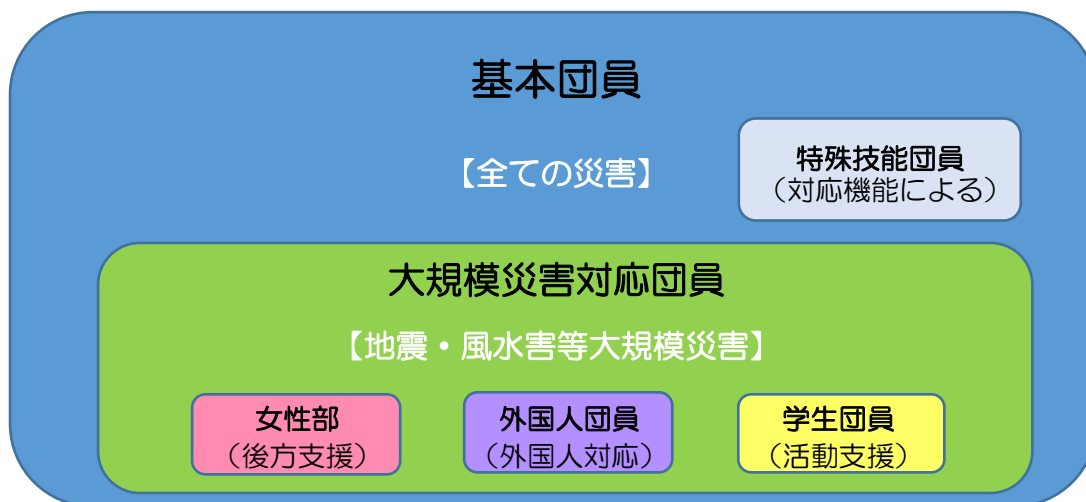 基本団員
【全ての災害】
特殊技能団員
（対応機能による）
大規模災害対応団員
【地震・風水害等大規模災害】
女性部
（後方支援）
外国人団員
（外国人対応）
学生団員
（活動支援）